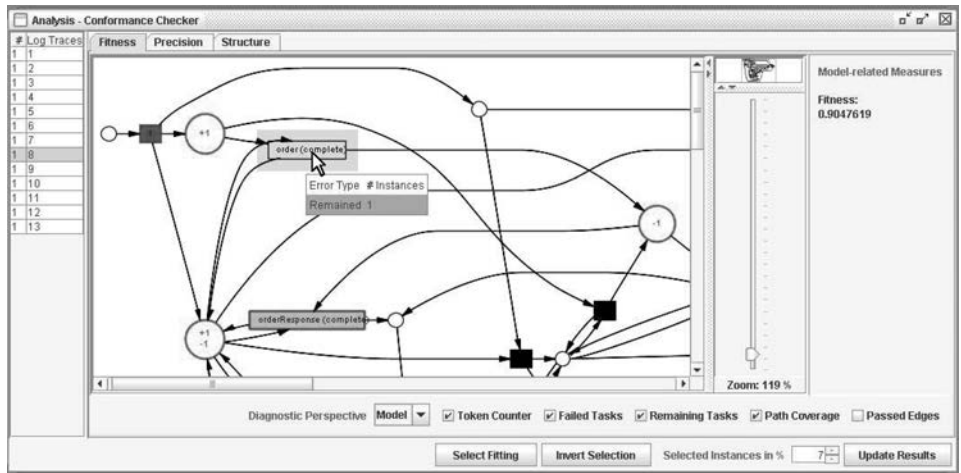 Analysis - Conformance Checker
# Log Traces
1 1
1 2
1 3
1 4
1 5
1 6
1 7
1 8
1 9
1 10
1 11
1 12
1 13
Fitness Precision Structure
+1
order (complete)
Error Type # Instances
Remained 1
-1
orderResponse (complete)
+1
-1
Model-related Measures
Fitness:
0.9047619
Zoom: 119 %
Diagnostic Perspective Model Token Counter Failed Tasks Remaining Tasks Path Coverage Passed Edges
Select Fitting Invert Selection Selected Instances in % 7 Update Results